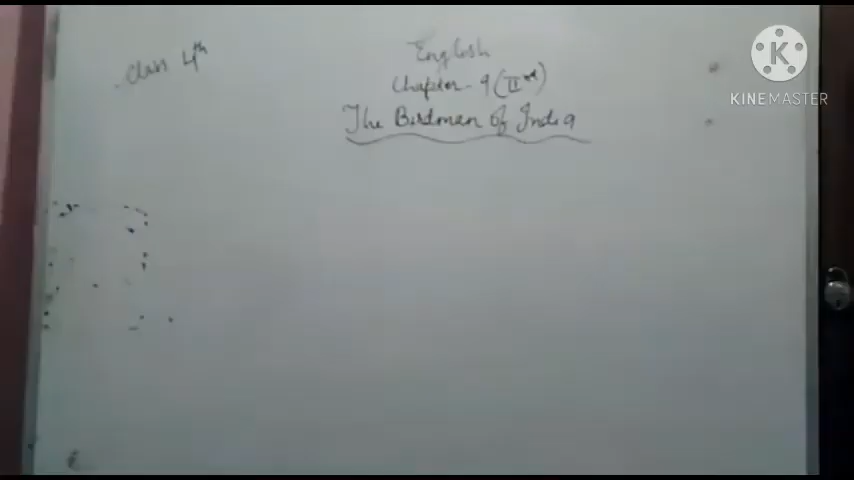 Class 4th
English
Chapter - 9 (IInd)
The Birdman of India
KINEMASTER